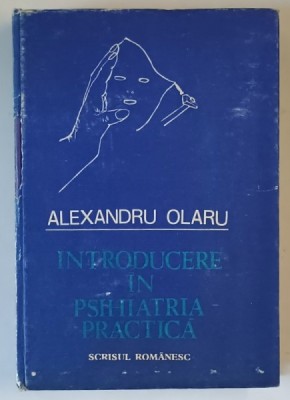 ALEXANDRU OLARU
INTRODUCERE
ÎN
PSIHIATRIA
PRACTICĂ
SCRISUL ROMÂNESC